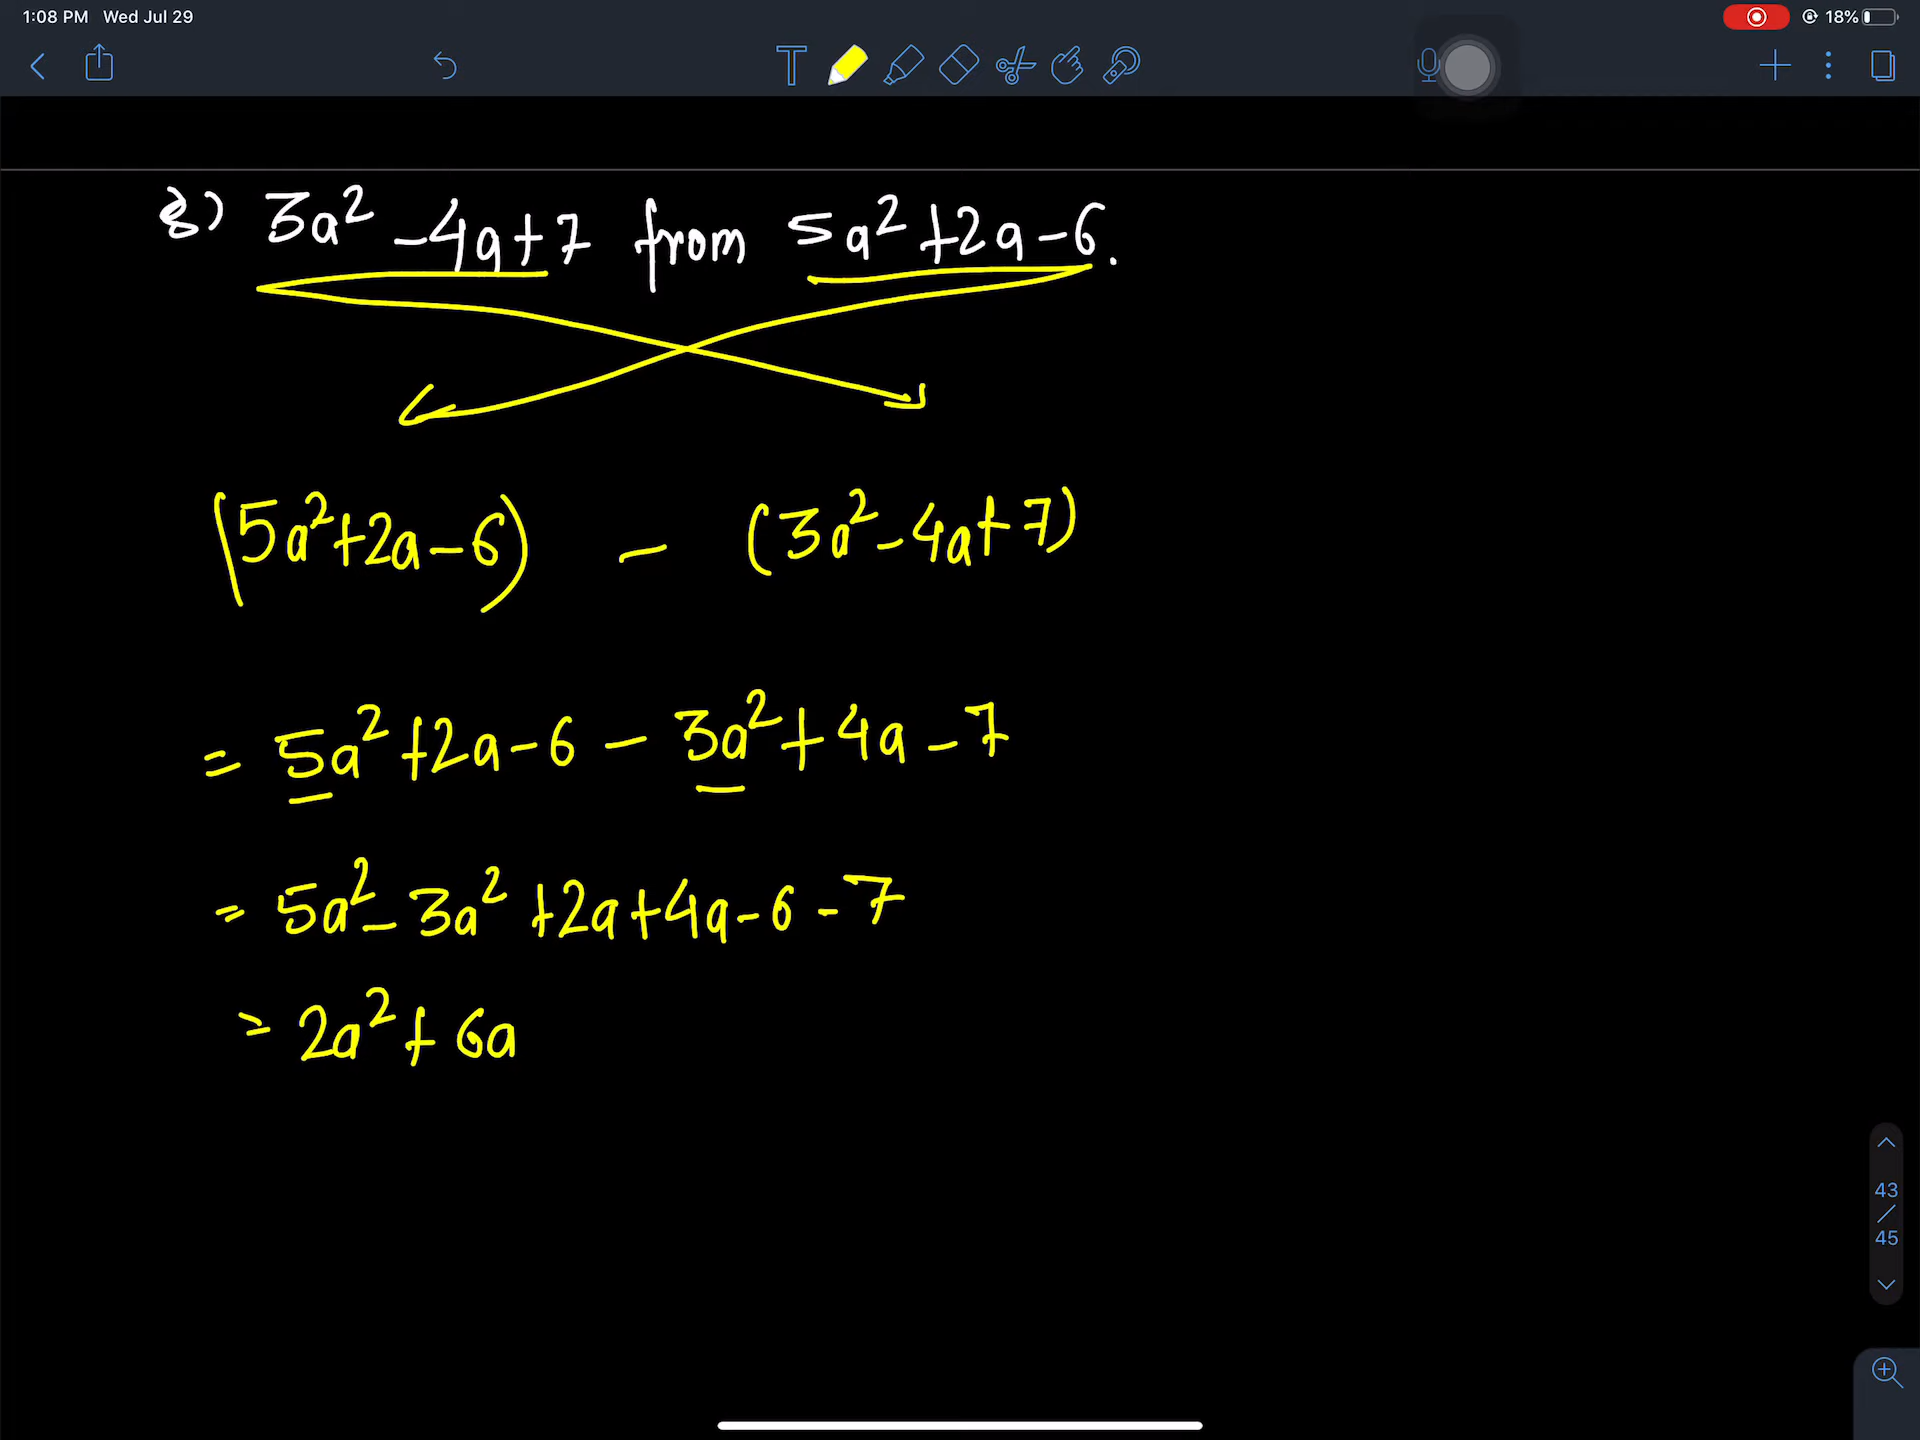 1:08 PM Wed Jul 29
18%
3a² -4a+7 from 5a²+2a-6.
(5a²+2a-6) - (3a²-4a+7)
= 5a²+2a-6 - 3a²+4a-7
= 5a²-3a²+2a+4a-6-7
= 2a²+6a
43
/
45